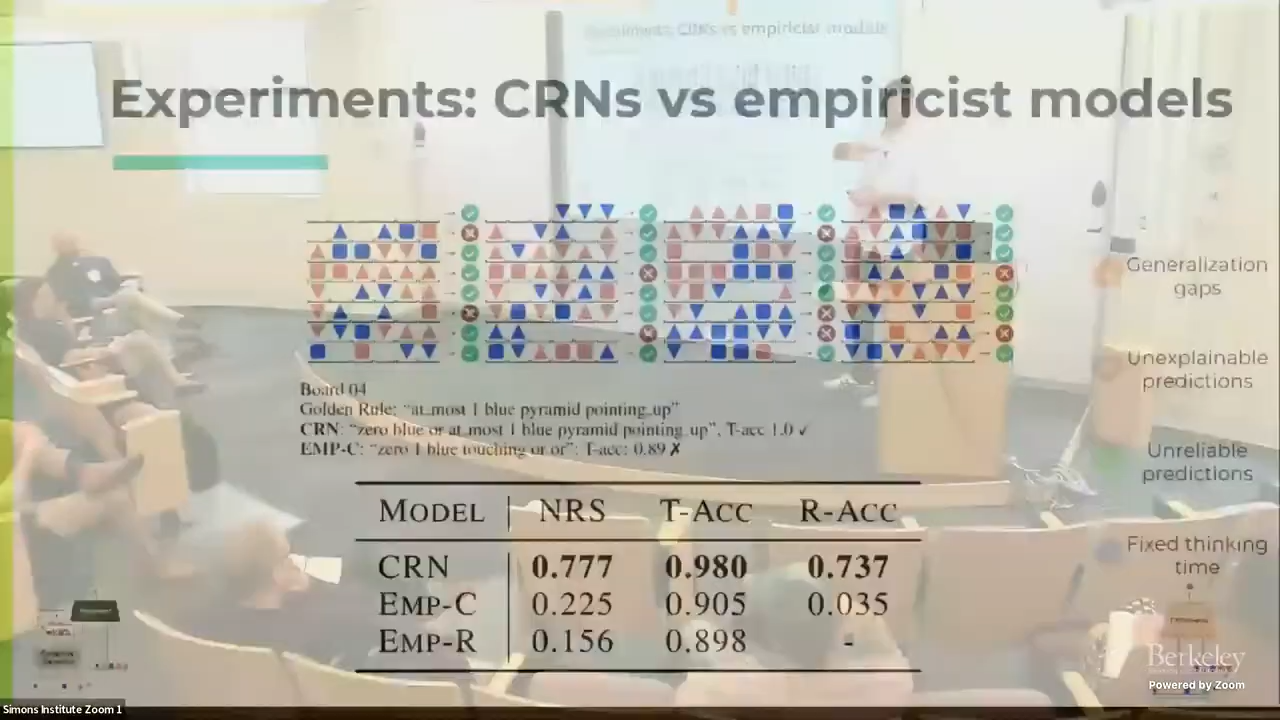 Experiments: CRNs vs empiricist models
Board 04
Golden Rule: "at_most 1 blue pyramid pointing_up"
CRN: "zero blue or at_most 1 blue pyramid pointing_up", T-acc 1.0 ✓
EMP-C: "zero 1 blue touching or or": T-acc: 0.89 ✗
MODEL NRS T-ACC R-ACC
CRN 0.777 0.980 0.737
EMP-C 0.225 0.905 0.035
EMP-R 0.156 0.898 -
Generalization
gaps
Unexplainable
predictions
Unreliable
predictions
Fixed thinking
time
Berkeley
Powered by Zoom
Simons Institute Zoom 1